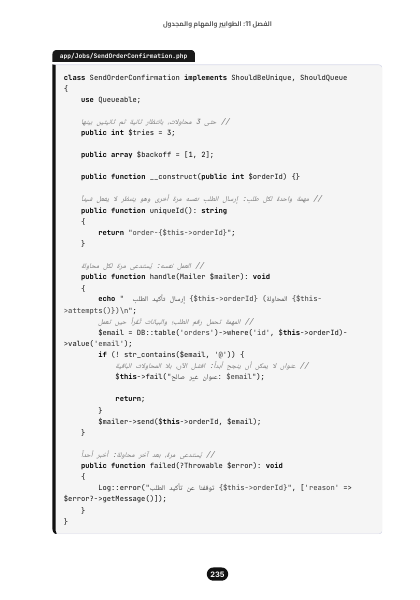 الفصل 11: الطوابير والمهام والمجدول
app/Jobs/SendOrderConfirmation.php
class SendOrderConfirmation implements ShouldBeUnique, ShouldQueue
{
use Queueable;
// حتى 3 محاولات، بانتظار ثانية ثم ثانيتين بينها
public int $tries = 3;
public array $backoff = [1, 2];
public function __construct(public int $orderId) {}
// مهمة واحدة لكل طلب: إرسال الطلب نفسه مرة أخرى وهو ينتظر لا يفعل شيئاً
public function uniqueId(): string
{
return "order-{$this->orderId}";
}
// العمل نفسه: يُستدعى مرة لكل محاولة
public function handle(Mailer $mailer): void
{
echo " إرسال تأكيد الطلب {$this->orderId} (المحاولة {$this-
>attempts()})\n";
// المهمة تحمل رقم الطلب؛ والبيانات تُقرأ حين تعمل
$email = DB::table('orders')->where('id', $this->orderId)-
>value('email');
if (! str_contains($email, '@')) {
// عنوان لا يمكن أن ينجح أبداً: افشل الآن، بلا المحاولات الباقية
$this->fail("عنوان غير صالح: $email");
return;
}
$mailer->send($this->orderId, $email);
}
// يُستدعى مرة، بعد آخر محاولة: أخبر أحداً
public function failed(?Throwable $error): void
{
Log::error("توقفنا عن تأكيد الطلب {$this->orderId}", ['reason' =>
$error?->getMessage()]);
}
}
235